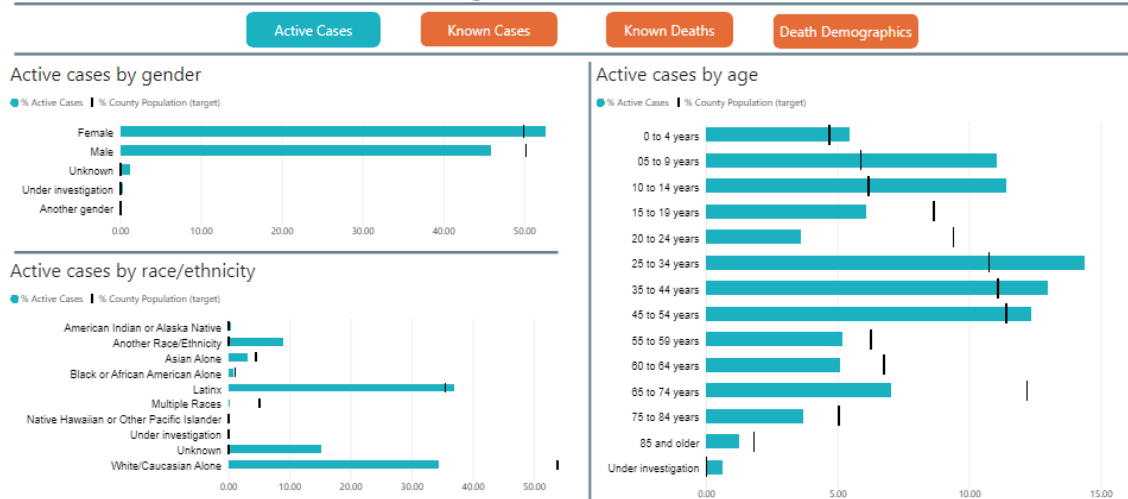 Active Cases
Known Cases
Known Deaths
Death Demographics
Active cases by gender
% Active Cases
% County Population (target)
Female
Male
Unknown
Under investigation
Another gender
0.00
10.00
20.00
30.00
40.00
50.00
Active cases by race/ethnicity
% Active Cases
% County Population (target)
American Indian or Alaska Native
Another Race/Ethnicity
Asian Alone
Black or African American Alone
Latinx
Multiple Races
Native Hawaiian or Other Pacific Islander
Under investigation
Unknown
White/Caucasian Alone
0.00
10.00
20.00
30.00
40.00
50.00
Active cases by age
% Active Cases
% County Population (target)
0 to 4 years
05 to 9 years
10 to 14 years
15 to 19 years
20 to 24 years
25 to 34 years
35 to 44 years
45 to 54 years
55 to 59 years
60 to 64 years
65 to 74 years
75 to 84 years
85 and older
Under investigation
0.00
5.00
10.00
15.00